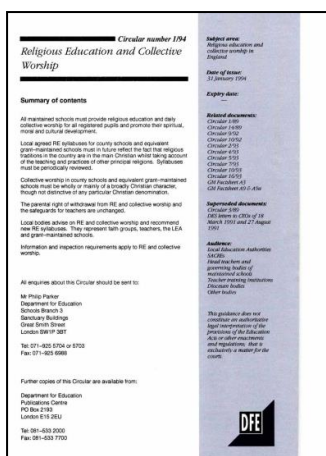 Circular number 1/94
Religious Education and Collective
Worship
Summary of contents
All maintained schools must provide religious education and daily
collective worship for all registered pupils and promote their spiritual,
moral and cultural development.
Local agreed RE syllabuses for county schools and equivalent
grant-maintained schools must in future reflect the fact that religious
traditions in the country are in the main Christian whilst taking account
of the teaching and practices of other principal religions. Syllabuses
must be periodically reviewed.
Collective worship in county schools and equivalent grant-maintained
schools must be wholly or mainly of a broadly Christian character,
though not distinctive of any particular Christian denomination.
The parental right of withdrawal from RE and collective worship and
the safeguards for teachers are unchanged.
Local bodies advise on RE and collective worship and recommend
new RE syllabuses. They represent faith groups, teachers, the LEA
and grant-maintained schools.
Information and inspection requirements apply to RE and collective
worship.
All enquiries about this Circular should be sent to:
Mr Philip Parker
Department for Education
Schools Branch 3
Sanctuary Buildings
Great Smith Street
London SW1P 3BT
Tel: 071-925 5704 or 5703
Fax: 071-925 6988
Further copies of this Circular are available from:
Department for Education
Publications Centre
PO Box 2193
London E15 2EU
Tel: 081-533 2000
Fax: 081-533 7700
Subject area:
Religious education and
collective worship in
England
Date of issue:
31 January 1994
Expiry date:
—
Related documents:
Circular 1/89
Circular 14/89
Circular 9/92
Circular 10/92
Circular 2/93
Circular 4/93
Circular 5/93
Circular 7/93
Circular 10/93
Circular 16/93
GM Factsheet A3
GM Factsheet A9-F-A9n
Superseded documents:
Circular 3/89
DES letters to CEOs of 18
March 1991 and 27 August
1991
Audience:
Local Education Authorities
SACREs
Head teachers and
governing bodies of
maintained schools
Teacher training institutions
Diocesan bodies
Other bodies
This guidance does not
constitute an authoritative
legal interpretation of the
provisions of the Education
Acts or other enactments
and regulations; that is
exclusively a matter for the
courts.
DFE